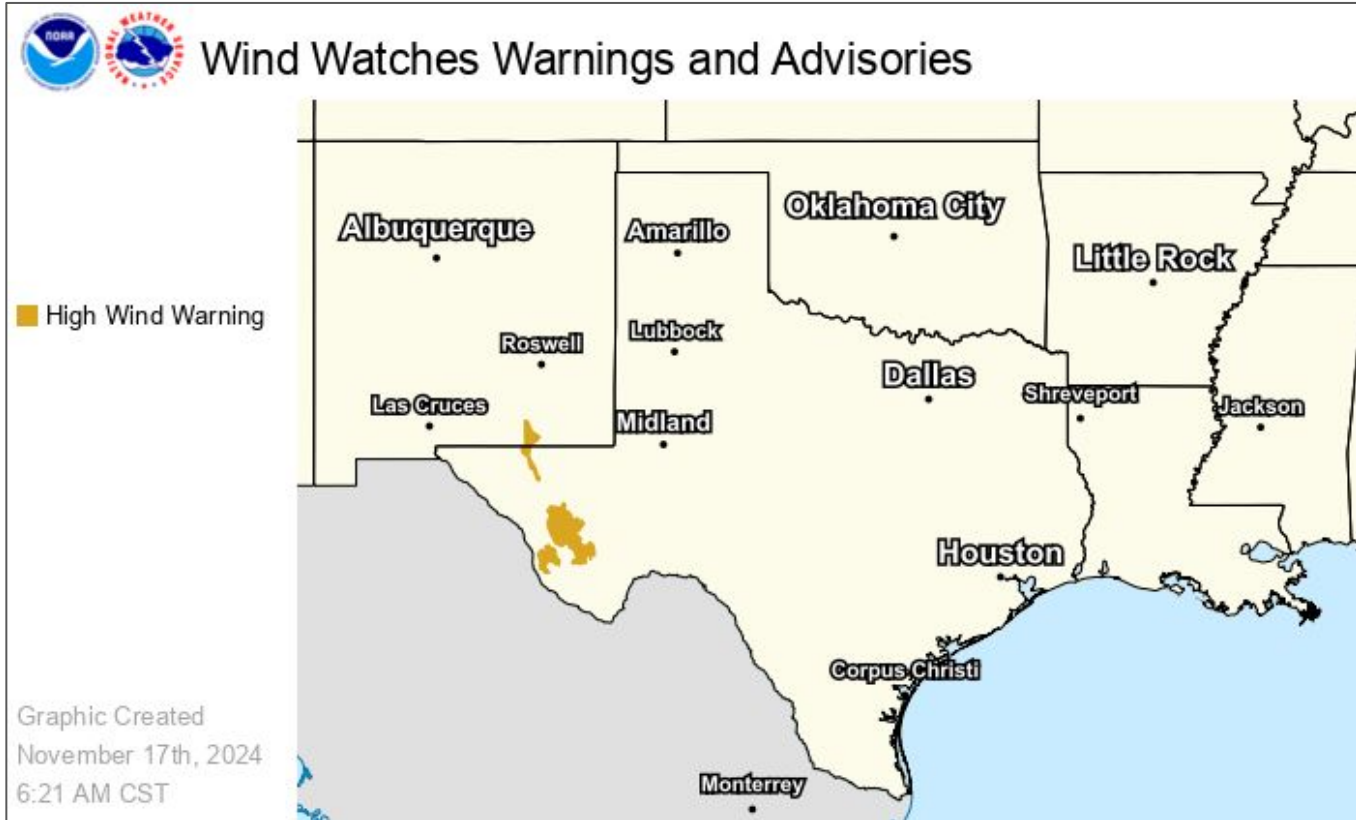 NOAA
NATIONAL WEATHER SERVICE
Wind Watches Warnings and Advisories
High Wind Warning
Albuquerque
Amarillo
Oklahoma City
Little Rock
Roswell
Lubbock
Dallas
Shreveport
Las Cruces
Midland
Jackson
Houston
Corpus Christi
Monterrey
Graphic Created
November 17th, 2024
6:21 AM CST